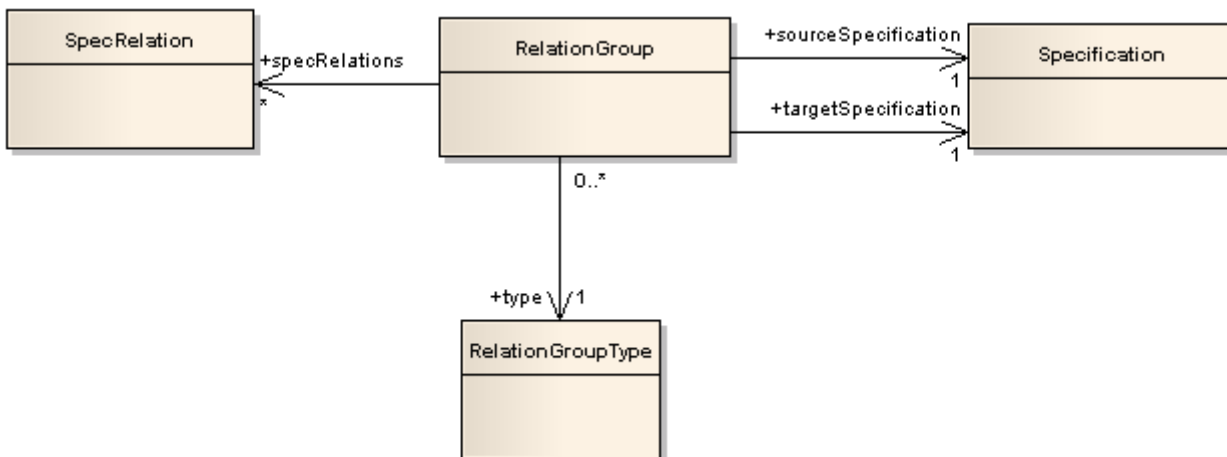 SpecRelation
+specRelations
*
RelationGroup
+sourceSpecification
1
+targetSpecification
1
Specification
0..*
+type
1
RelationGroupType